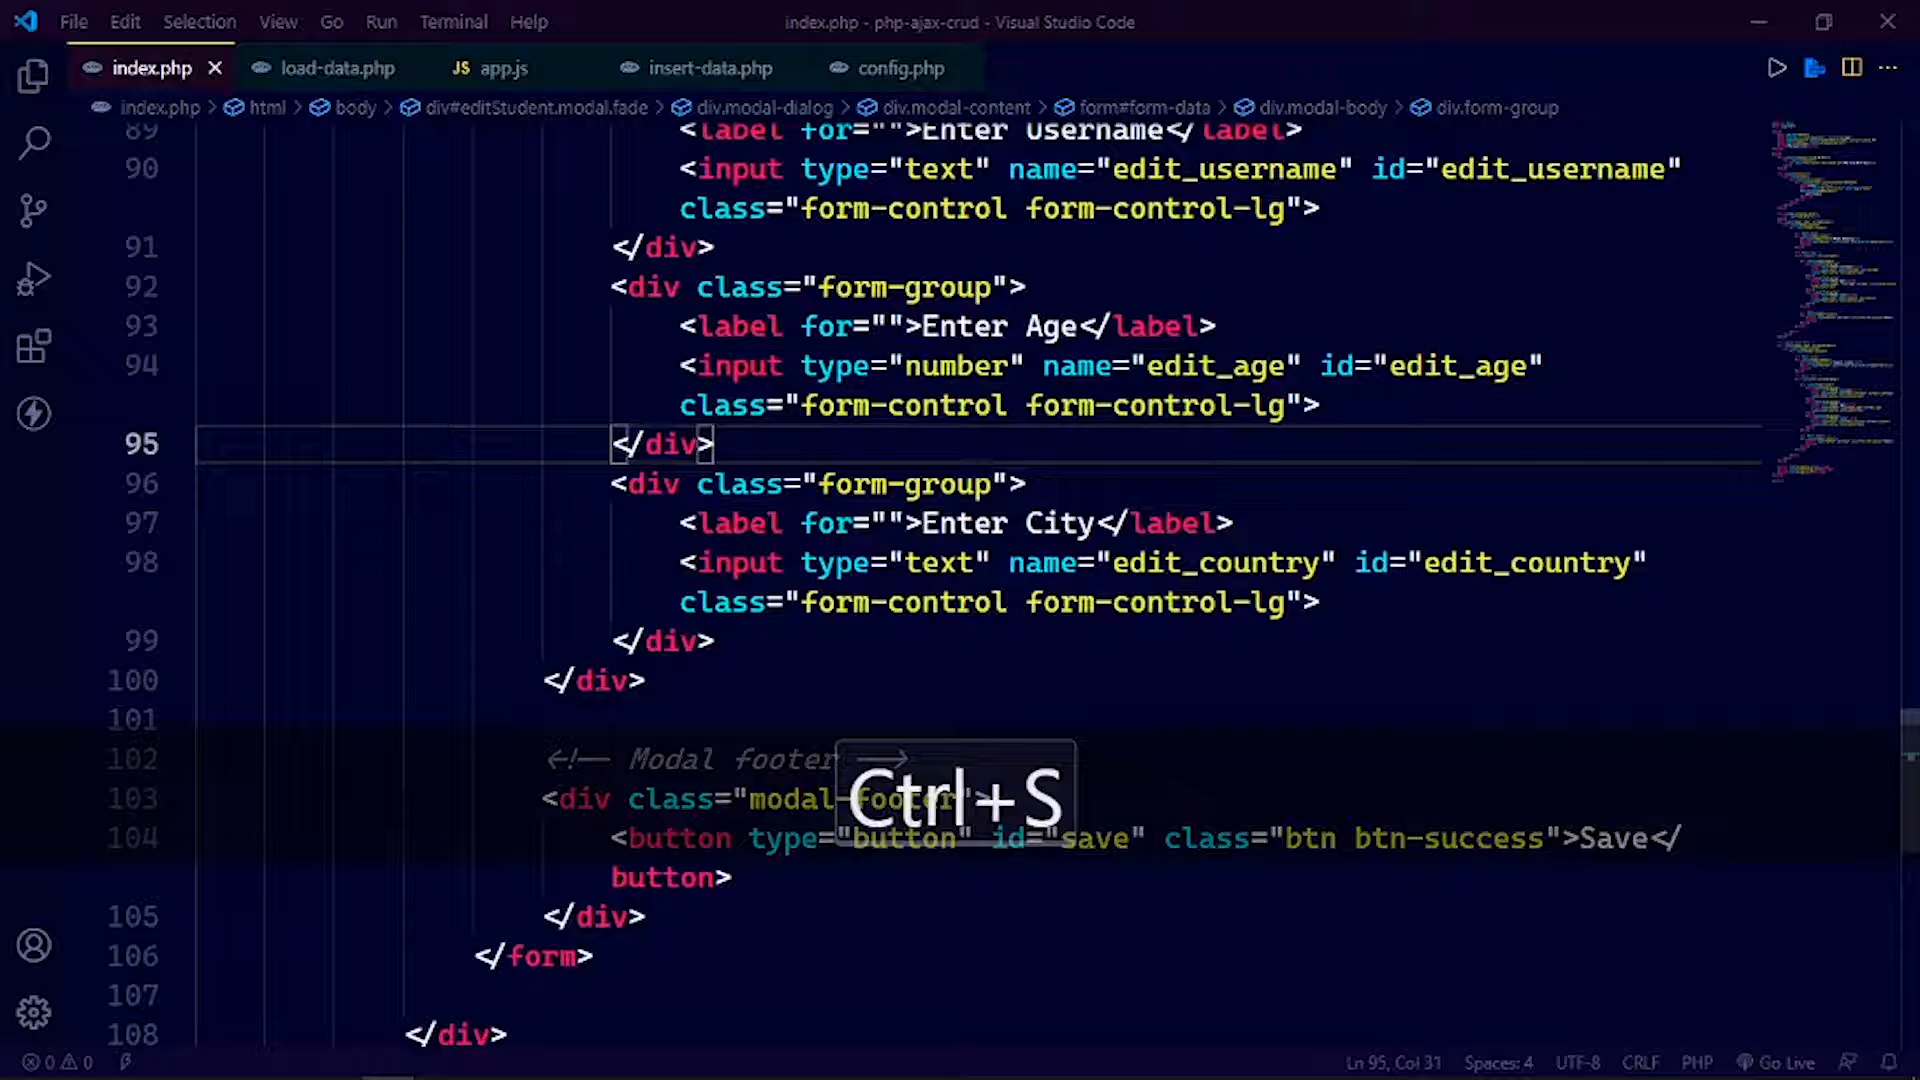 File Edit Selection View Go Run Terminal Help index.php - php-ajax-crud - Visual Studio Code
index.php load-data.php JS app.js insert-data.php config.php
index.php > html > body > div#editStudent.modal.fade > div.modal-dialog > div.modal-content > form#form-data > div.modal-body > div.form-group
89 <label for="">Enter Username</label>
90 <input type="text" name="edit_username" id="edit_username"
class="form-control form-control-lg">
91 </div>
92 <div class="form-group">
93 <label for="">Enter Age</label>
94 <input type="number" name="edit_age" id="edit_age"
class="form-control form-control-lg">
95 </div>
96 <div class="form-group">
97 <label for="">Enter City</label>
98 <input type="text" name="edit_country" id="edit_country"
class="form-control form-control-lg">
99 </div>
100 </div>
101
102 <!-- Modal footer -->
103 <div class="modal-footer">
Ctrl+S
104 <button type="button" id="save" class="btn btn-success">Save</
button>
105 </div>
106 </form>
107
108 </div>
0 0 Ln 95, Col 31 Spaces: 4 UTF-8 CRLF PHP Go Live